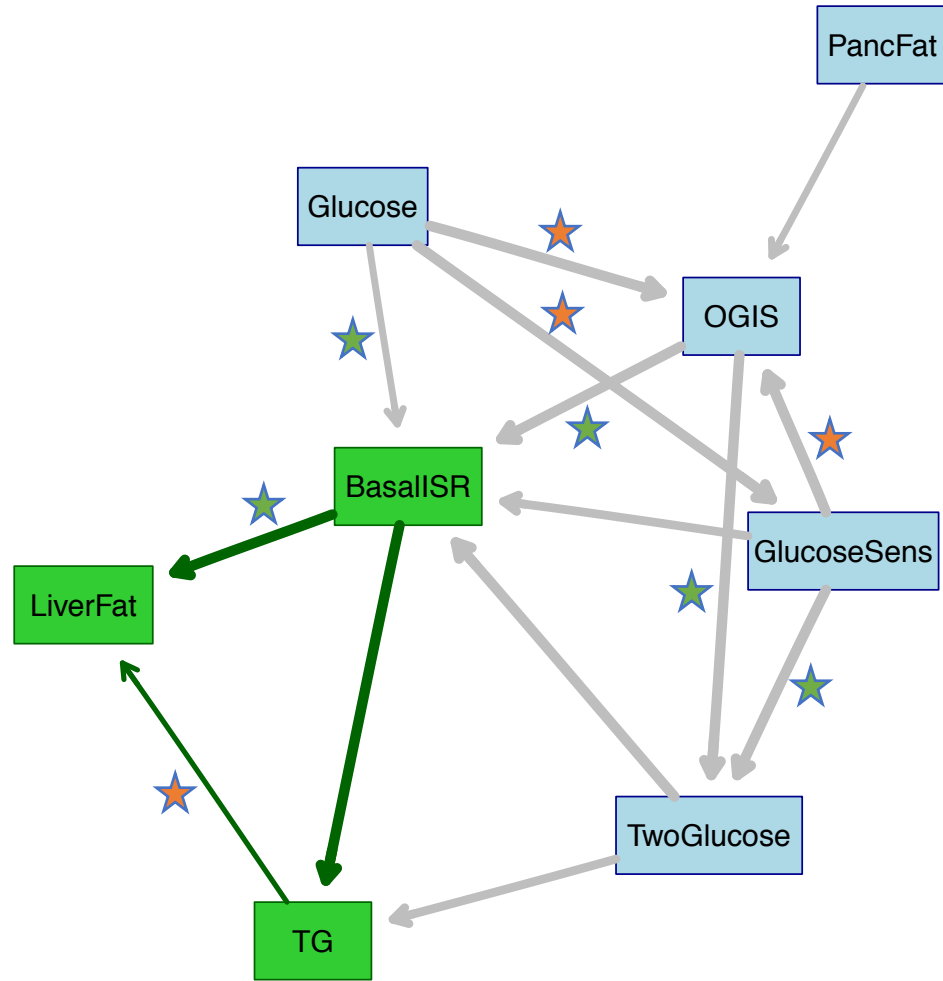 PancFat
Glucose
OGIS
BasalISR
GlucoseSens
LiverFat
TwoGlucose
TG